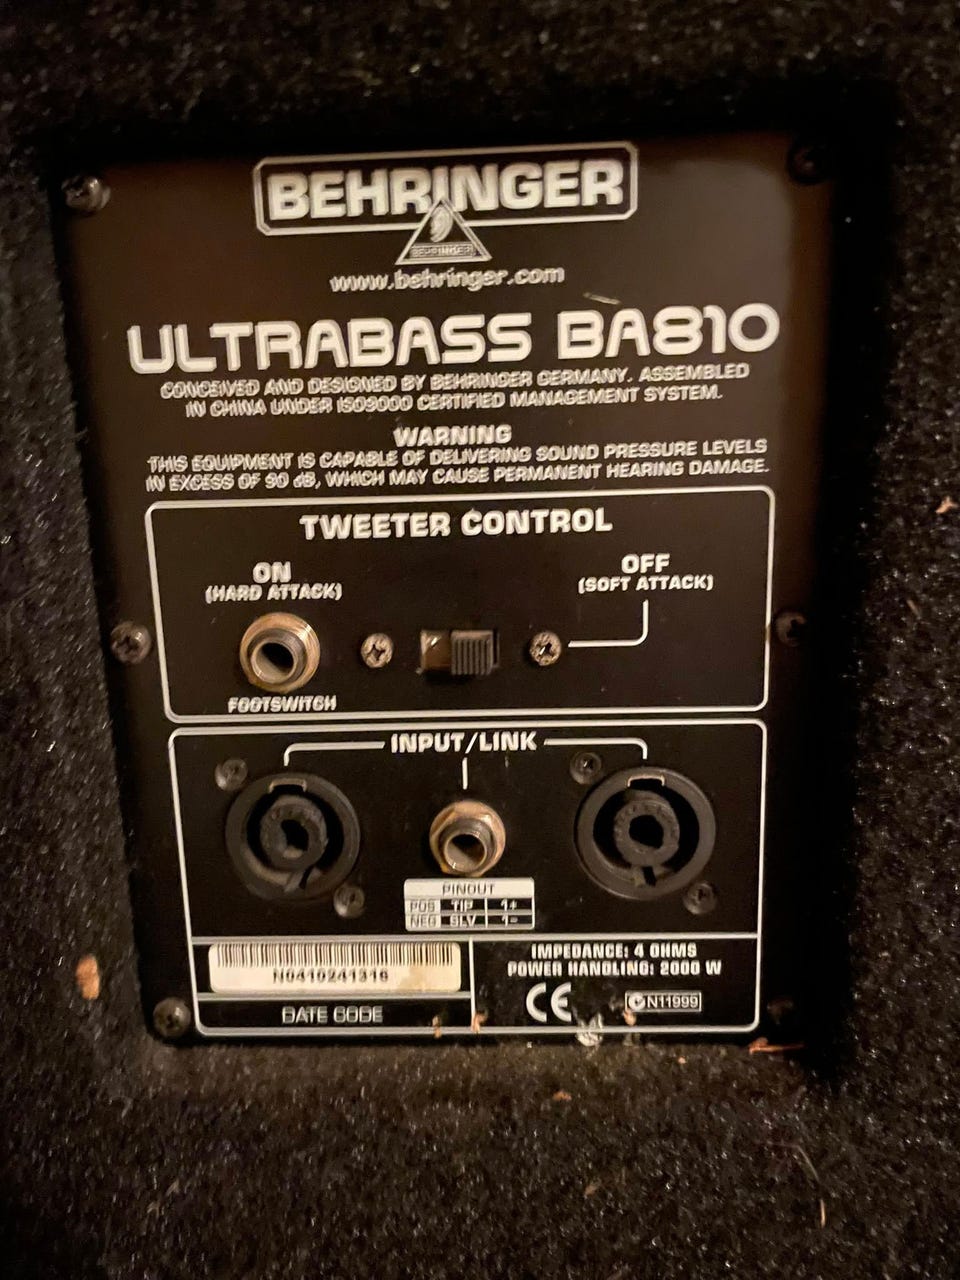 BEHRINGER
BEHRINGER
www.behringer.com
ULTRABASS BA810
CONCEIVED AND DESIGNED BY BEHRINGER GERMANY. ASSEMBLED
IN CHINA UNDER ISO9000 CERTIFIED MANAGEMENT SYSTEM.
WARNING
THIS EQUIPMENT IS CAPABLE OF DELIVERING SOUND PRESSURE LEVELS
IN EXCESS OF 90 dB, WHICH MAY CAUSE PERMANENT HEARING DAMAGE.
TWEETER CONTROL
ON
(HARD ATTACK)
OFF
(SOFT ATTACK)
FOOTSWITCH
INPUT/LINK
PINOUT
POS TIP 1+
NEG SLV 1-
IMPEDANCE: 4 OHMS
POWER HANDLING: 2000 W
N0410241316
DATE CODE
CE
N11999